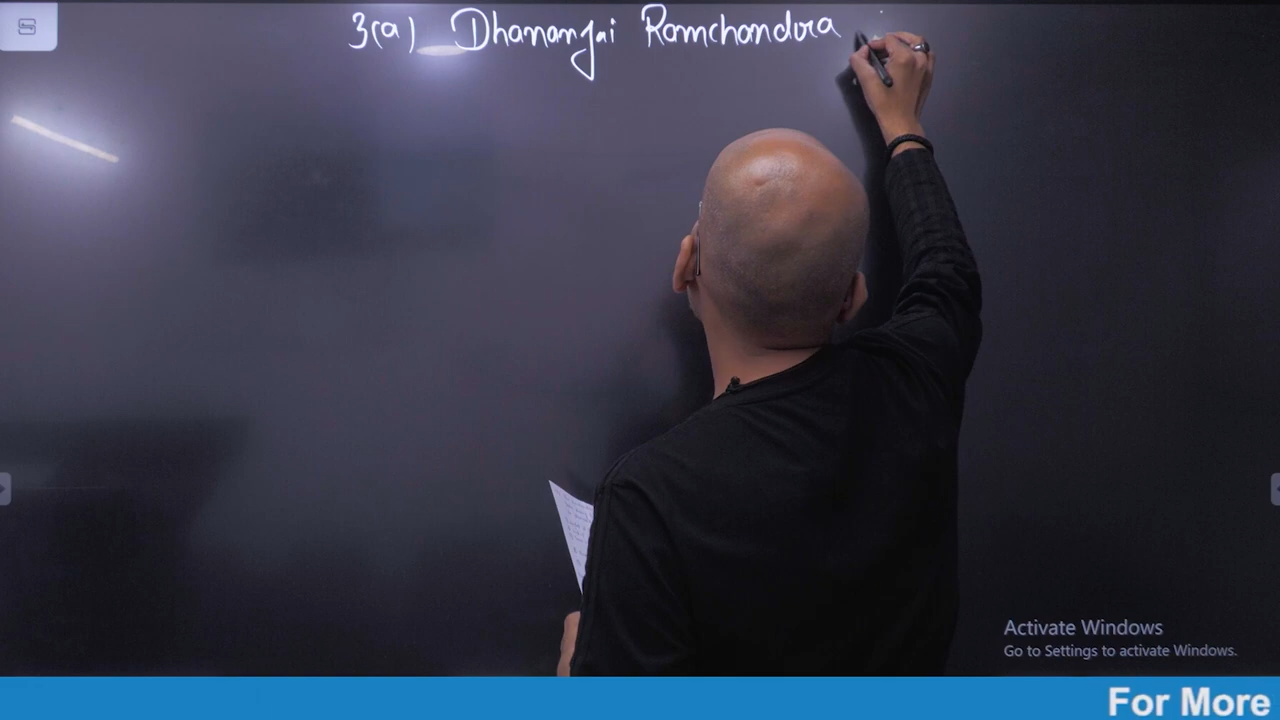 3(a) Dhananjai Ramchandra
Activate Windows
Go to Settings to activate Windows.
For More